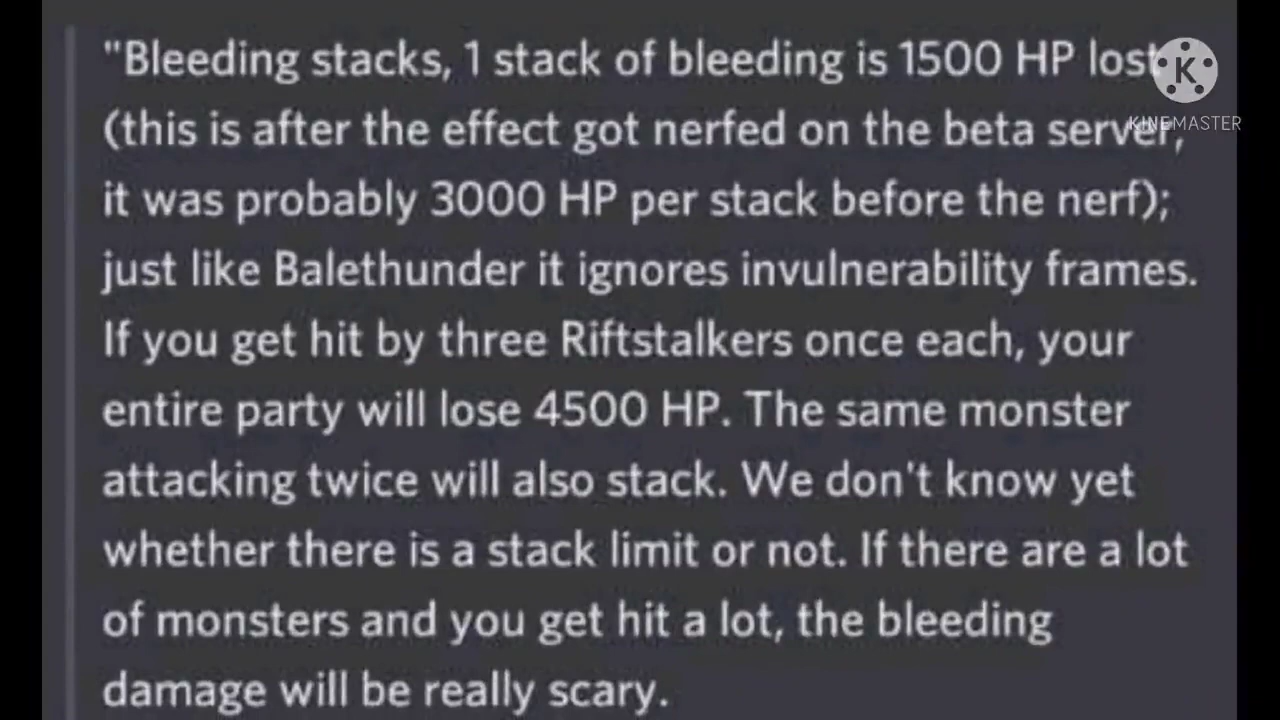 "Bleeding stacks, 1 stack of bleeding is 1500 HP lost
(this is after the effect got nerfed on the beta server,
it was probably 3000 HP per stack before the nerf);
just like Balethunder it ignores invulnerability frames.
If you get hit by three Riftstalkers once each, your
entire party will lose 4500 HP. The same monster
attacking twice will also stack. We don't know yet
whether there is a stack limit or not. If there are a lot
of monsters and you get hit a lot, the bleeding
damage will be really scary.
K
KINEMASTER